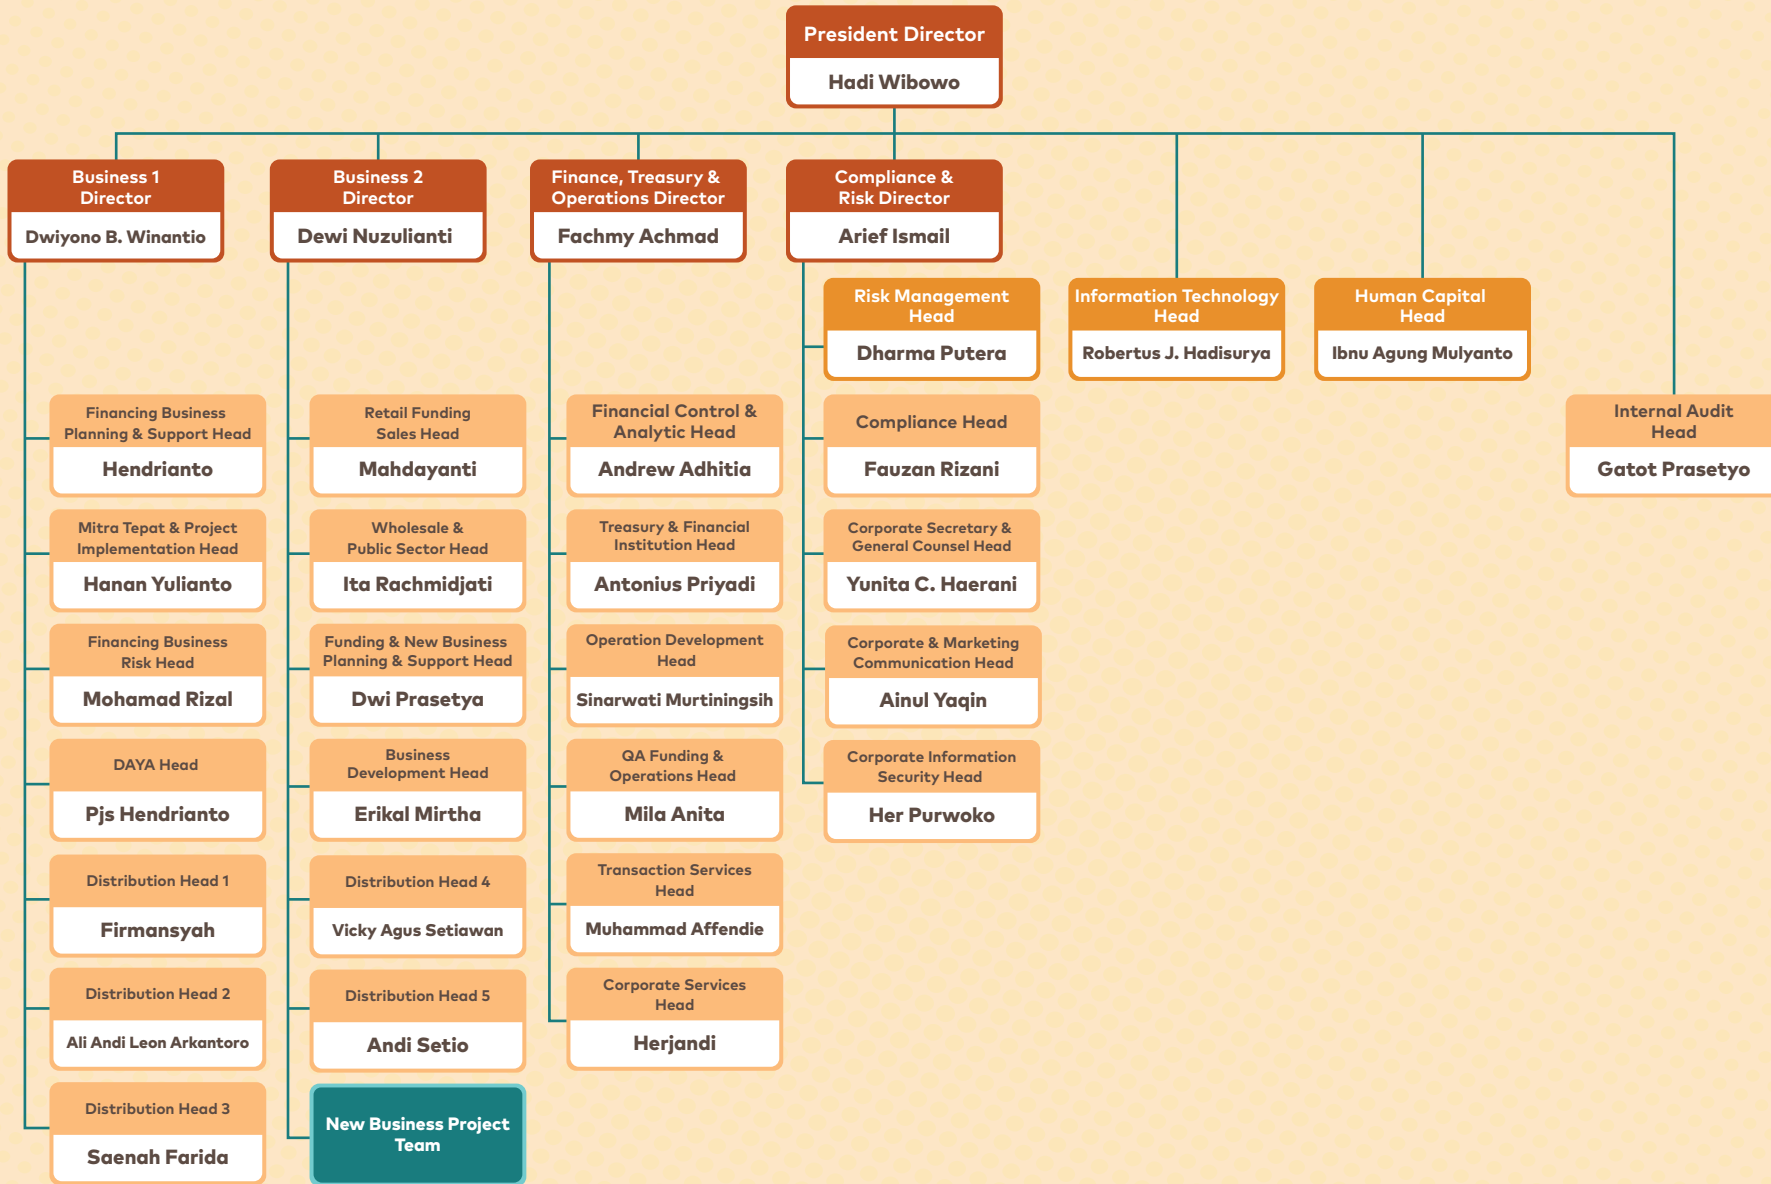 President Director
Hadi Wibowo
Business 1
Director
Dwiyono B. Winantio
Business 2
Director
Dewi Nuzulianti
Finance, Treasury &
Operations Director
Fachmy Achmad
Compliance &
Risk Director
Arief Ismail
Risk Management
Head
Dharma Putera
Information Technology
Head
Robertus J. Hadisurya
Human Capital
Head
Ibnu Agung Mulyanto
Internal Audit
Head
Gatot Prasetyo
Financing Business
Planning & Support Head
Hendrianto
Mitra Tepat & Project
Implementation Head
Hanan Yulianto
Financing Business
Risk Head
Mohamad Rizal
DAYA Head
Pjs Hendrianto
Distribution Head 1
Firmansyah
Distribution Head 2
Ali Andi Leon Arkantoro
Distribution Head 3
Saenah Farida
Retail Funding
Sales Head
Mahdayanti
Wholesale &
Public Sector Head
Ita Rachmidjati
Funding & New Business
Planning & Support Head
Dwi Prasetya
Business
Development Head
Erikal Mirtha
Distribution Head 4
Vicky Agus Setiawan
Distribution Head 5
Andi Setio
New Business Project
Team
Financial Control &
Analytic Head
Andrew Adhitia
Treasury & Financial
Institution Head
Antonius Priyadi
Operation Development
Head
Sinarwati Murtiningsih
QA Funding &
Operations Head
Mila Anita
Transaction Services
Head
Muhammad Affendie
Corporate Services
Head
Herjandi
Compliance Head
Fauzan Rizani
Corporate Secretary &
General Counsel Head
Yunita C. Haerani
Corporate & Marketing
Communication Head
Ainul Yaqin
Corporate Information
Security Head
Her Purwoko